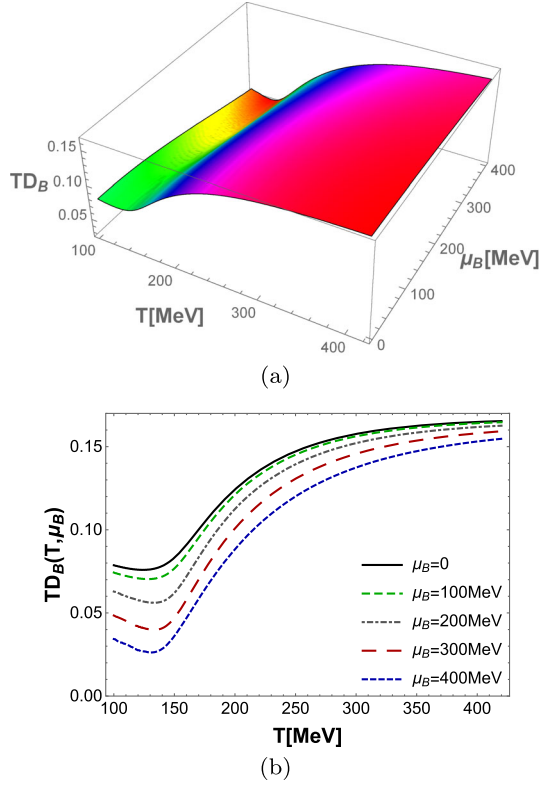 0.15
0.10
0.05
TD_B
100
200
300
400
T[MeV]
0
100
200
300
400
μ_B[MeV]
(a)
TD_B(T,μ_B)
0.15
0.10
0.05
0.00
μ_B=0
μ_B=100MeV
μ_B=200MeV
μ_B=300MeV
μ_B=400MeV
100 150 200 250 300 350 400
T[MeV]
(b)